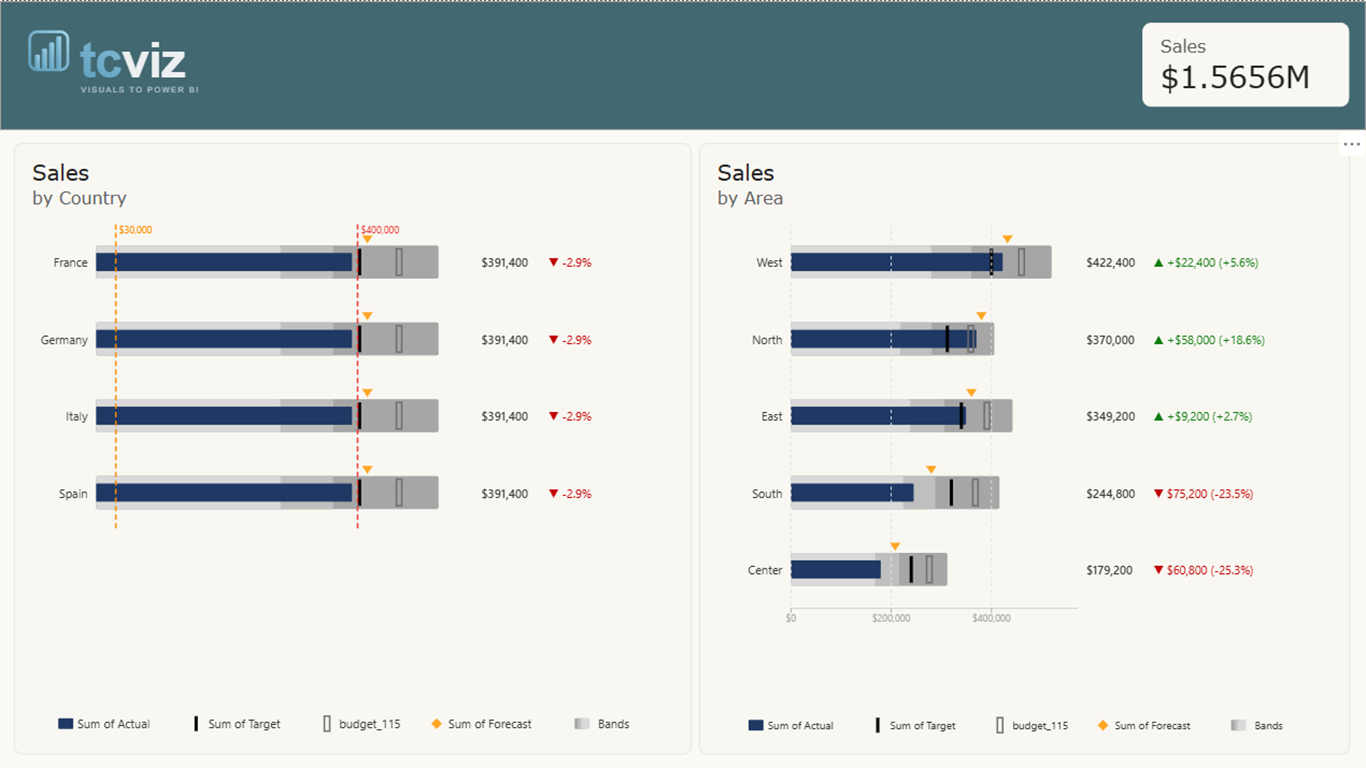 tcviz
VISUALS TO POWER BI
Sales
$1.5656M
Sales
by Country
$30,000
$400,000
France
$391,400
▼ -2.9%
Germany
$391,400
▼ -2.9%
Italy
$391,400
▼ -2.9%
Spain
$391,400
▼ -2.9%
Sum of Actual
Sum of Target
budget_115
Sum of Forecast
Bands
Sales
by Area
West
$422,400
▲ +$22,400 (+5.6%)
North
$370,000
▲ +$58,000 (+18.6%)
East
$349,200
▲ +$9,200 (+2.7%)
South
$244,800
▼ $75,200 (-23.5%)
Center
$179,200
▼ $60,800 (-25.3%)
$0
$200,000
$400,000
Sum of Actual
Sum of Target
budget_115
Sum of Forecast
Bands